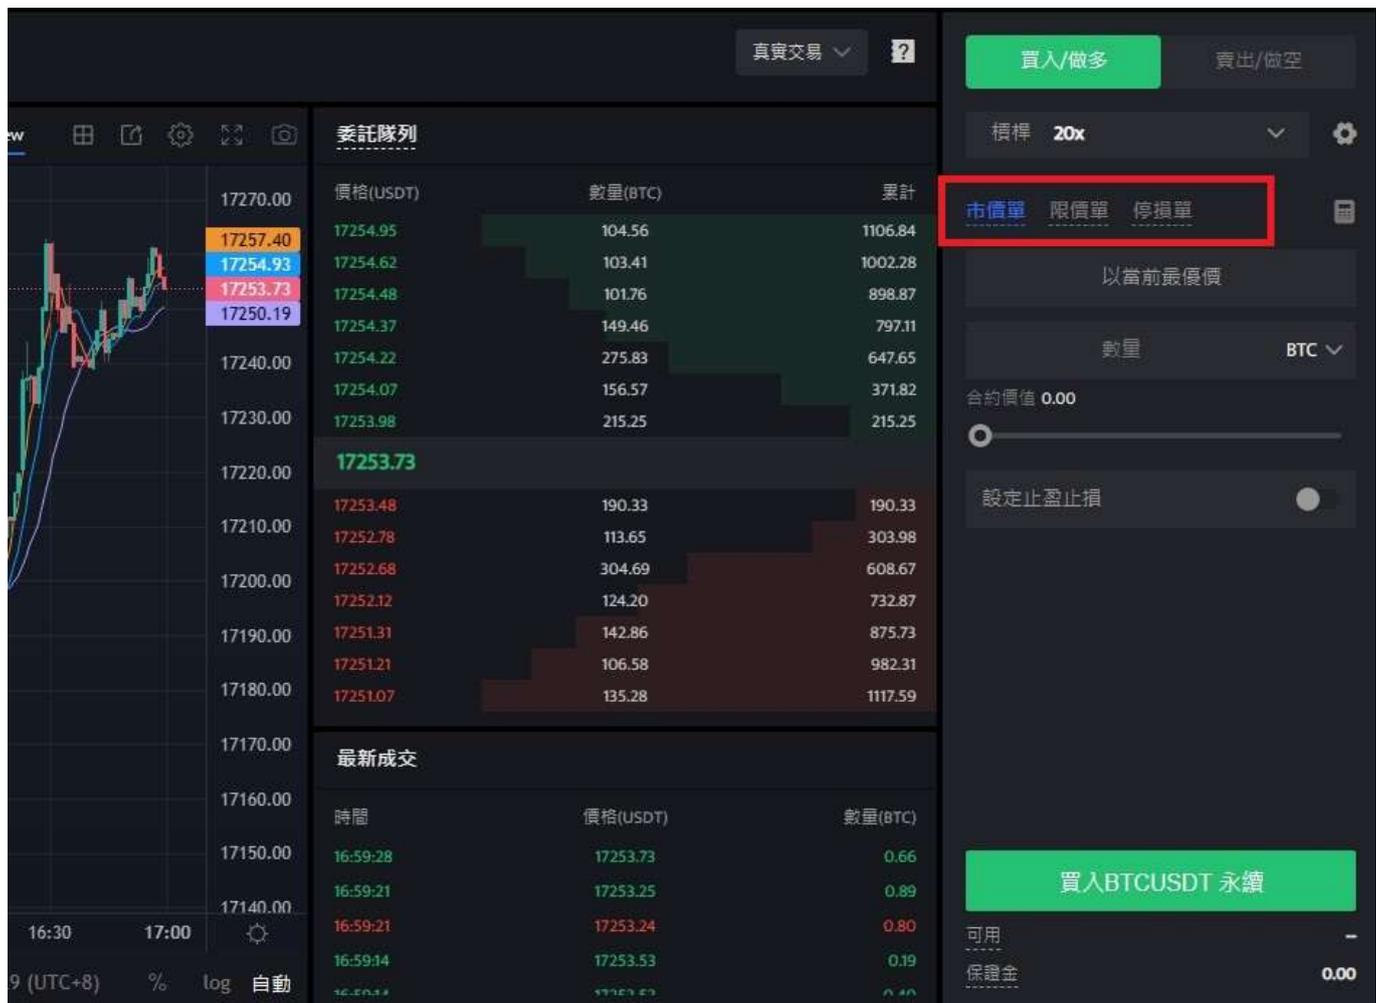 真實交易
?
買入/做多 賣出/做空
ew
委託隊列
槓桿 20x
價格(USDT) 數量(BTC) 累計
市價單 限價單 停損單
17254.95 104.56 1106.84
17254.62 103.41 1002.28
17254.48 101.76 898.87
17254.37 149.46 797.11
17254.22 275.83 647.65
17254.07 156.57 371.82
17253.98 215.25 215.25
17253.73
17253.48 190.33 190.33
17252.78 113.65 303.98
17252.68 304.69 608.67
17252.12 124.20 732.87
17251.31 142.86 875.73
17251.21 106.58 982.31
17251.07 135.28 1117.59
17270.00
17257.40
17254.93
17253.73
17250.19
17240.00
17230.00
17220.00
17210.00
17200.00
17190.00
17180.00
17170.00
17160.00
17150.00
17140.00
16:30 17:00
9 (UTC+8) % log 自動
最新成交
時間 價格(USDT) 數量(BTC)
16:59:28 17253.73 0.66
16:59:21 17253.25 0.89
16:59:21 17253.24 0.80
16:59:14 17253.53 0.19
以當前最優價
數量 BTC
合約價值 0.00
設定止盈止損
買入BTCUSDT 永續
可用 --
保證金 0.00